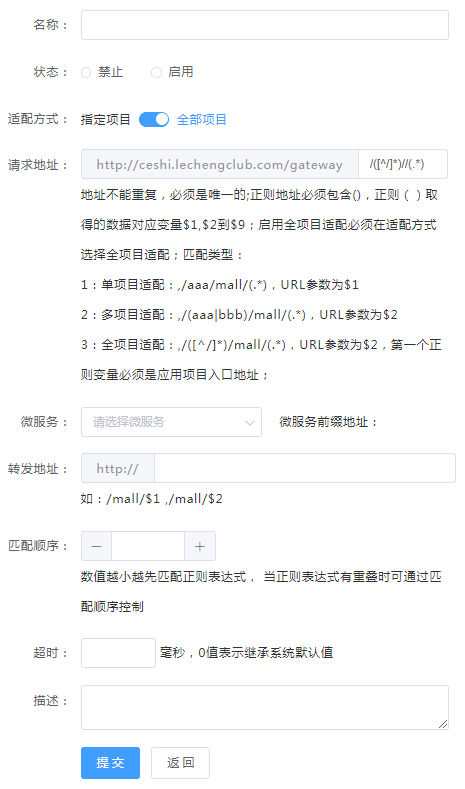 名称：
状态： 禁止 启用
适配方式： 指定项目 全部项目
请求地址： http://ceshi.lechengclub.com/gateway /([^/]*)//(.*)
地址不能重复，必须是唯一的;正则地址必须包含()，正则（ ）取
得的数据对应变量$1,$2到$9；启用全项目适配必须在适配方式
选择全项目适配；匹配类型：
1：单项目适配：,/aaa/mall/(.*)，URL参数为$1
2：多项目适配：,/(aaa|bbb)/mall/(.*)，URL参数为$2
3：全项目适配：,/([^/]*)/mall/(.*)，URL参数为$2，第一个正
则变量必须是应用项目入口地址；
微服务： 请选择微服务 微服务前缀地址：
转发地址： http://
如：/mall/$1 ,/mall/$2
匹配顺序： − +
数值越小越先匹配正则表达式， 当正则表达式有重叠时可通过匹
配顺序控制
超时： 毫秒，0值表示继承系统默认值
描述：
提交 返回